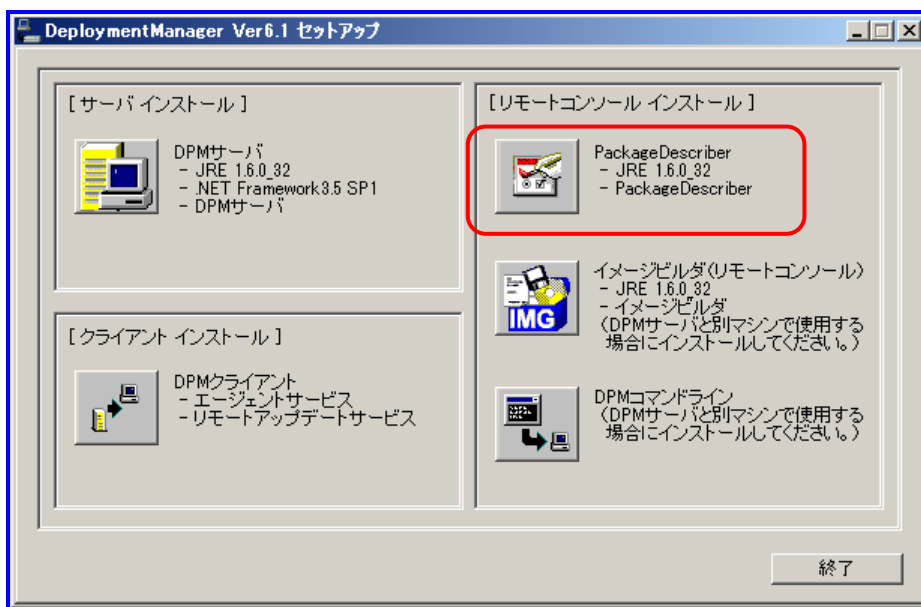 DeploymentManager Ver6.1 セットアップ
[ サーバ インストール ]
DPMサーバ
- JRE 1.6.0_32
- .NET Framework3.5 SP1
- DPMサーバ
[ クライアント インストール ]
DPMクライアント
- エージェントサービス
- リモートアップデートサービス
[ リモートコンソール インストール ]
PackageDescriber
- JRE 1.6.0_32
- PackageDescriber
IMG
イメージビルダ(リモートコンソール)
- JRE 1.6.0_32
- イメージビルダ
(DPMサーバと別マシンで使用する
場合にインストールしてください。)
DPMコマンドライン
(DPMサーバと別マシンで使用する
場合にインストールしてください。)
終了